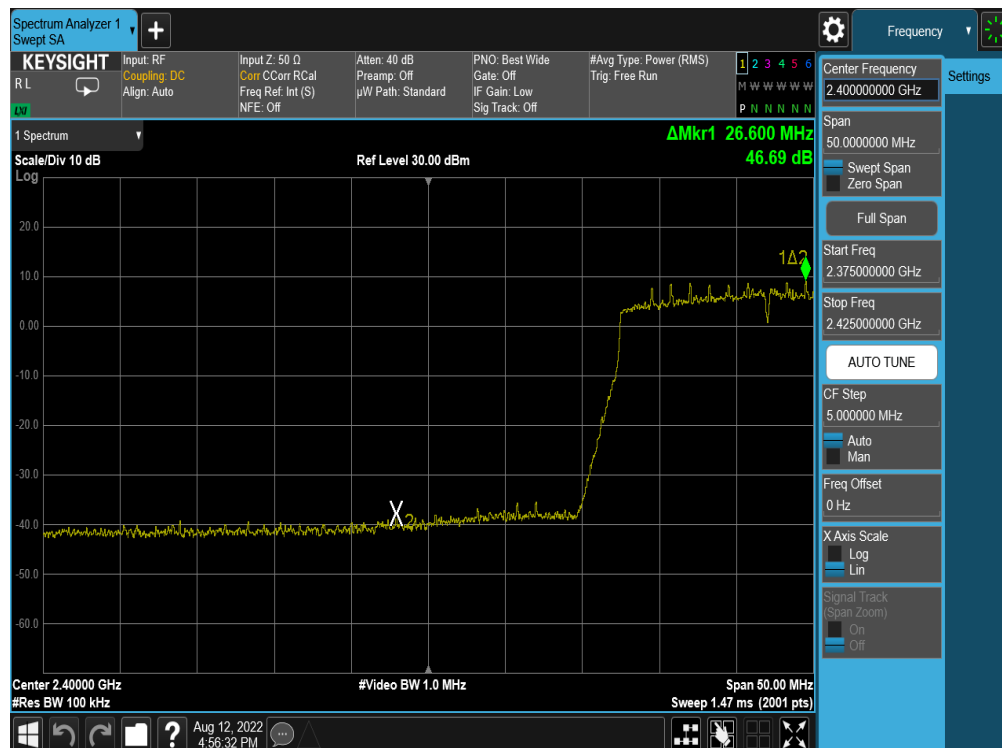 Spectrum Analyzer 1
Swept SA
+
Frequency
KEYSIGHT
R L
LXI
Input: RF
Coupling: DC
Align: Auto
Input Z: 50 Ω
Corr CCorr RCal
Freq Ref: Int (S)
NFE: Off
Atten: 40 dB
Preamp: Off
µW Path: Standard
PNO: Best Wide
Gate: Off
IF Gain: Low
Sig Track: Off
#Avg Type: Power (RMS)
Trig: Free Run
1 2 3 4 5 6
M W W W W W
P N N N N N
1 Spectrum
Scale/Div 10 dB
Log
Ref Level 30.00 dBm
ΔMkr1 26.600 MHz
46.69 dB
20.0
10.0
0.00
-10.0
-20.0
-30.0
-40.0
-50.0
-60.0
1Δ2
X2
Center 2.40000 GHz
#Res BW 100 kHz
#Video BW 1.0 MHz
Span 50.00 MHz
Sweep 1.47 ms (2001 pts)
Center Frequency
2.400000000 GHz
Settings
Span
50.0000000 MHz
Swept Span
Zero Span
Full Span
Start Freq
2.375000000 GHz
Stop Freq
2.425000000 GHz
AUTO TUNE
CF Step
5.000000 MHz
Auto
Man
Freq Offset
0 Hz
X Axis Scale
Log
Lin
Signal Track
(Span Zoom)
On
Off
?
Aug 12, 2022
4:56:32 PM